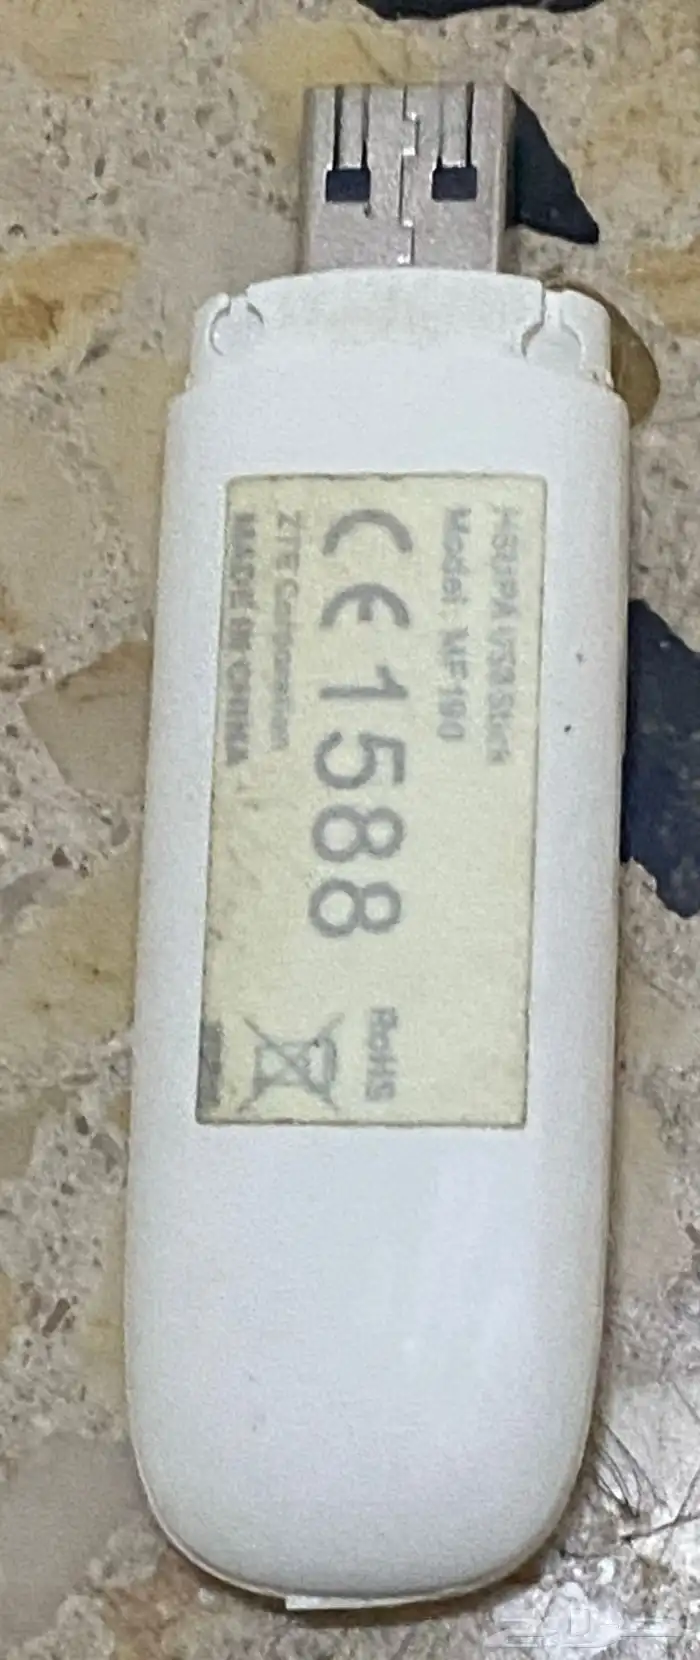 HSUPA USB Stick
Model: MF190
CE1588
ZTE Corporation
MADE IN CHINA
RoHS